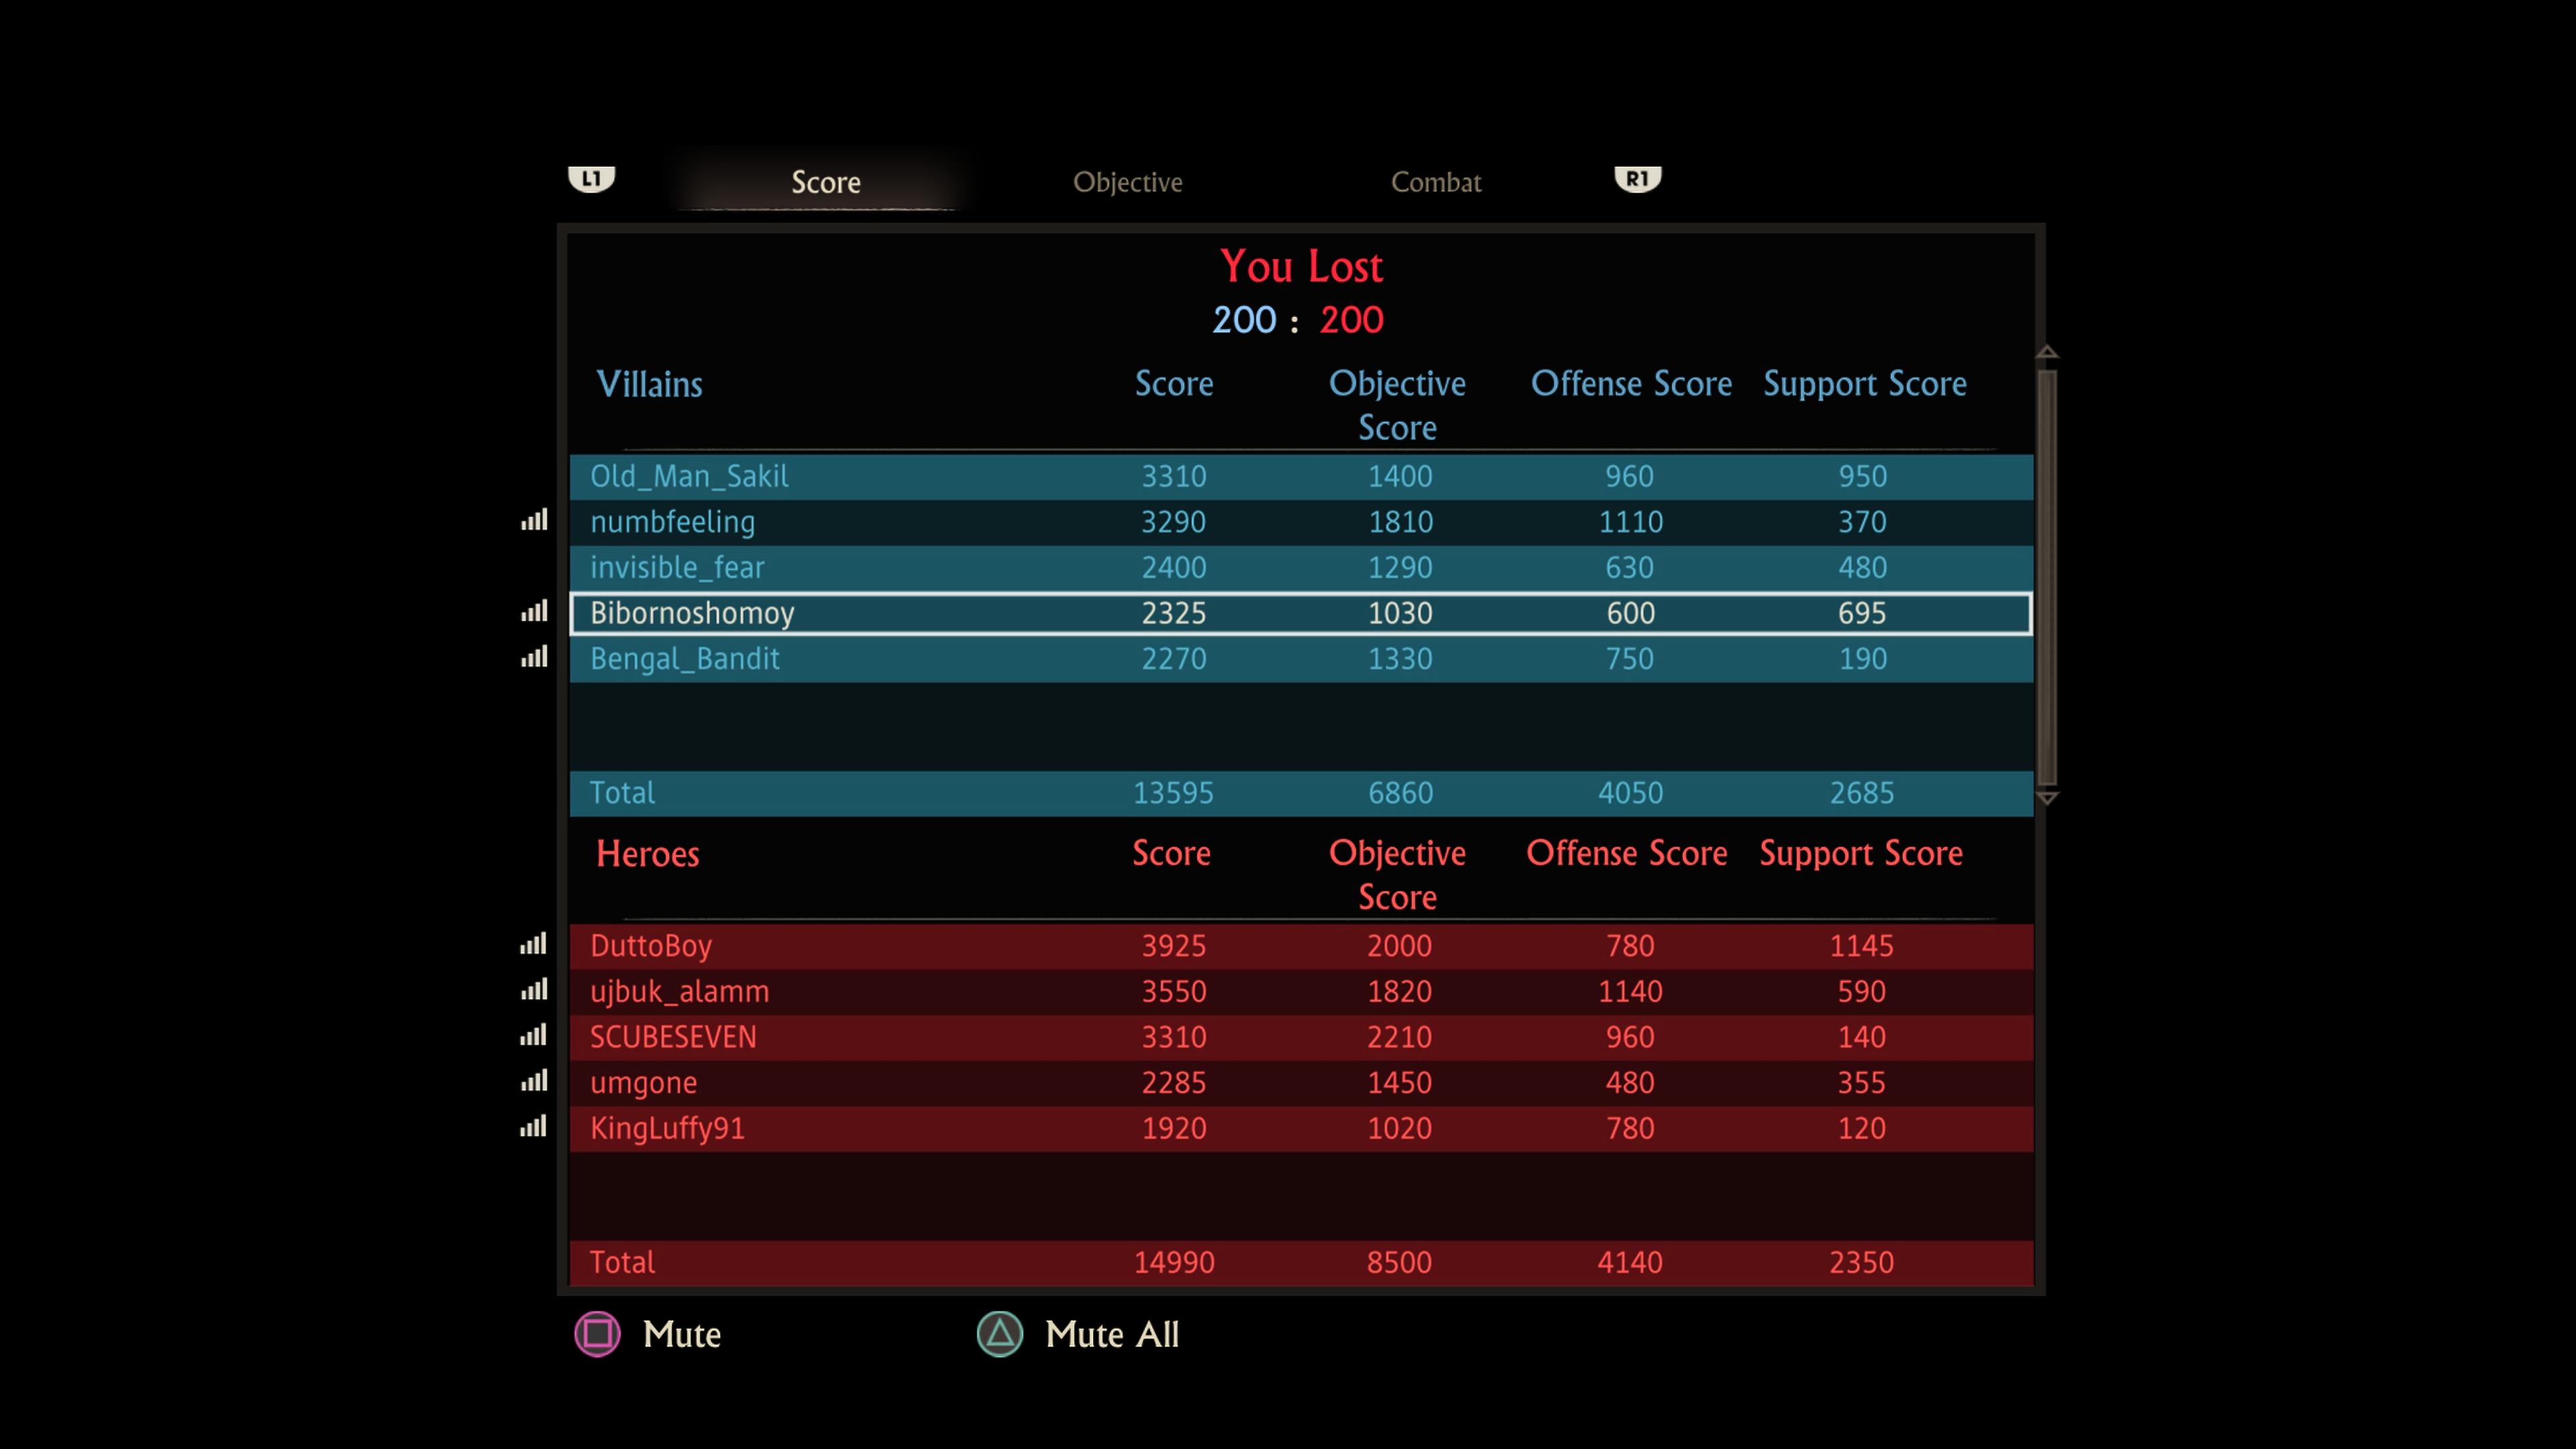 L1 Score Objective Combat R1
You Lost
200 : 200
Villains Score Objective Score Offense Score Support Score
Old_Man_Sakil 3310 1400 960 950
numbfeeling 3290 1810 1110 370
invisible_fear 2400 1290 630 480
Bibornoshomoy 2325 1030 600 695
Bengal_Bandit 2270 1330 750 190
Total 13595 6860 4050 2685
Heroes Score Objective Score Offense Score Support Score
DuttoBoy 3925 2000 780 1145
ujbuk_alamm 3550 1820 1140 590
SCUBESEVEN 3310 2210 960 140
umgone 2285 1450 480 355
KingLuffy91 1920 1020 780 120
Total 14990 8500 4140 2350
Mute Mute All